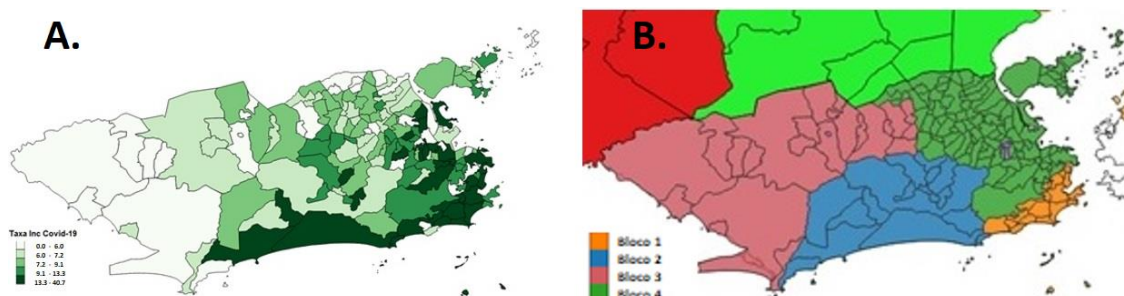 A.
Taxa Inc Covid-19
0.0 - 6.0
6.0 - 7.2
7.2 - 9.1
9.1 - 13.3
13.3 - 40.7
B.
Bloco 1
Bloco 2
Bloco 3
Bloco 4